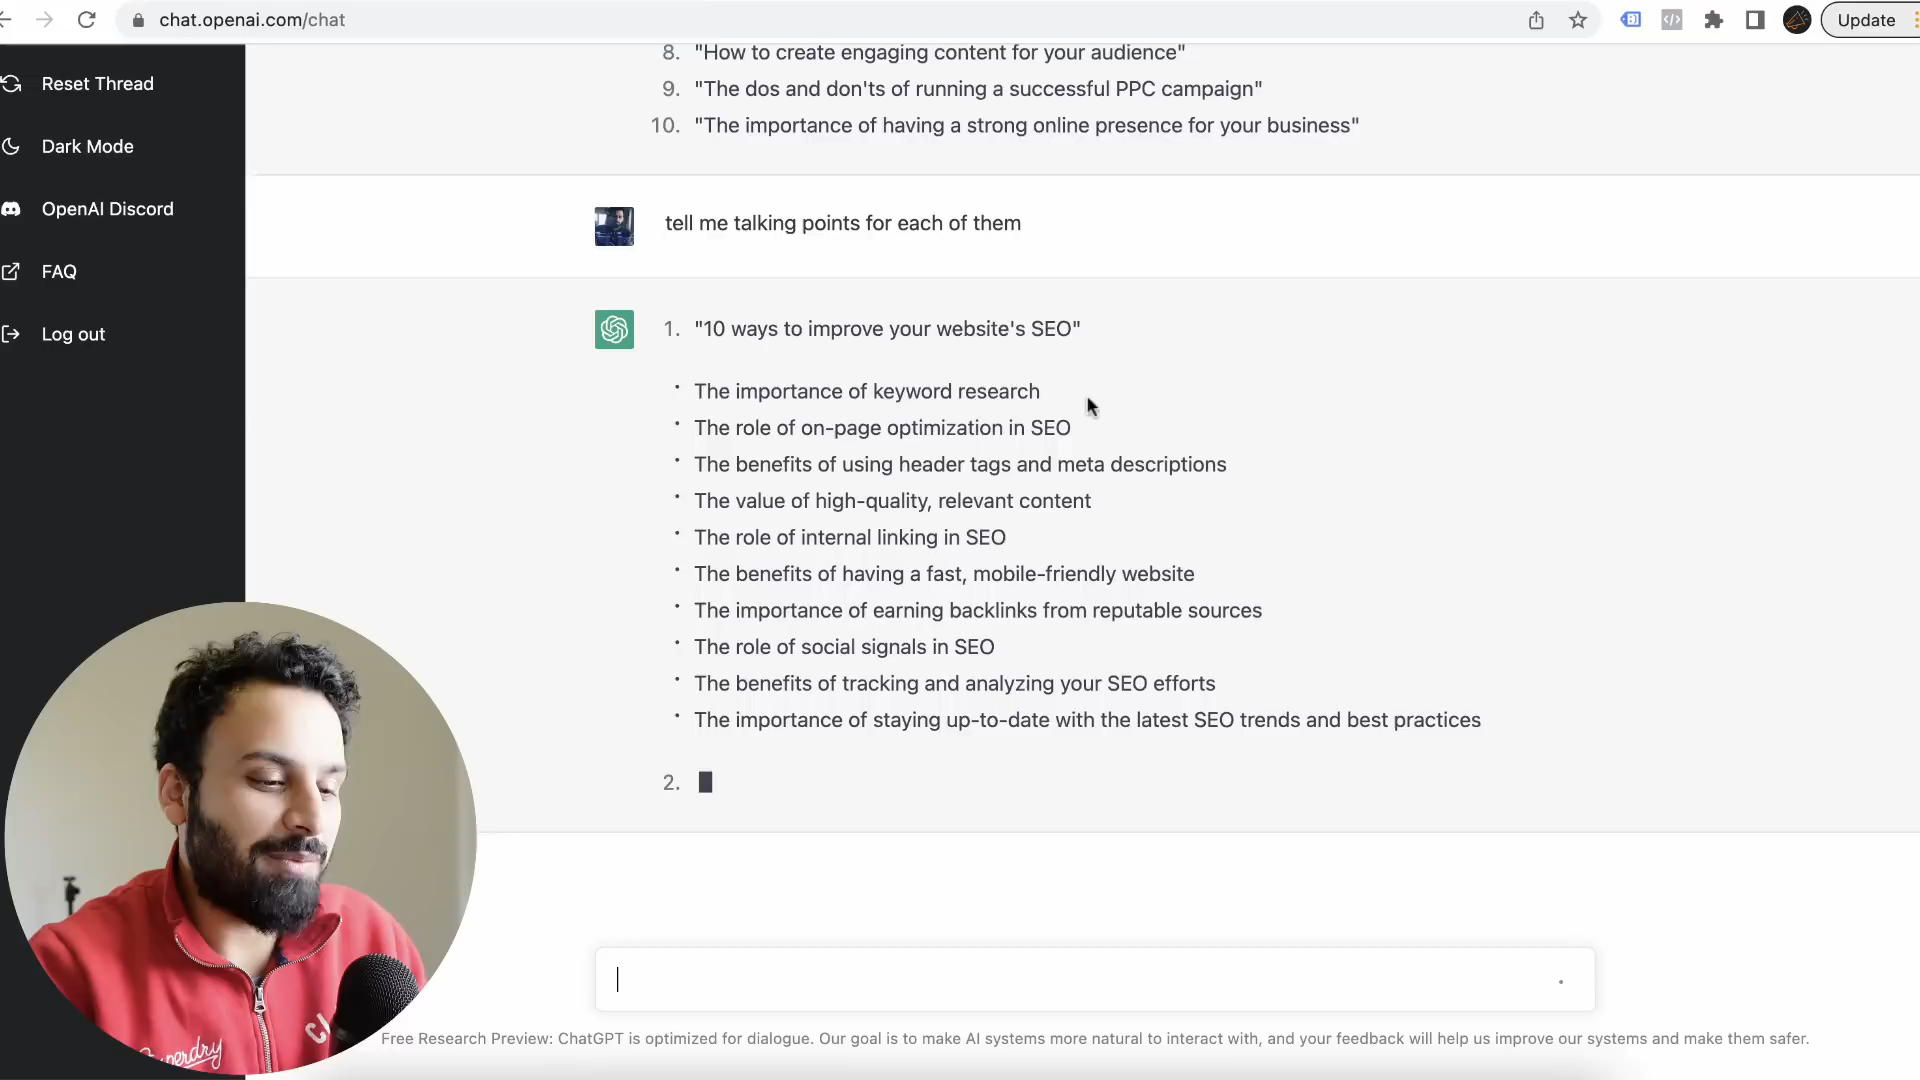 chat.openai.com/chat
Update
Reset Thread
Dark Mode
OpenAI Discord
FAQ
Log out
8. "How to create engaging content for your audience"
9. "The dos and don'ts of running a successful PPC campaign"
10. "The importance of having a strong online presence for your business"
tell me talking points for each of them
1. "10 ways to improve your website's SEO"
• The importance of keyword research
• The role of on-page optimization in SEO
• The benefits of using header tags and meta descriptions
• The value of high-quality, relevant content
• The role of internal linking in SEO
• The benefits of having a fast, mobile-friendly website
• The importance of earning backlinks from reputable sources
• The role of social signals in SEO
• The benefits of tracking and analyzing your SEO efforts
• The importance of staying up-to-date with the latest SEO trends and best practices
2.
Free Research Preview: ChatGPT is optimized for dialogue. Our goal is to make AI systems more natural to interact with, and your feedback will help us improve our systems and make them safer.